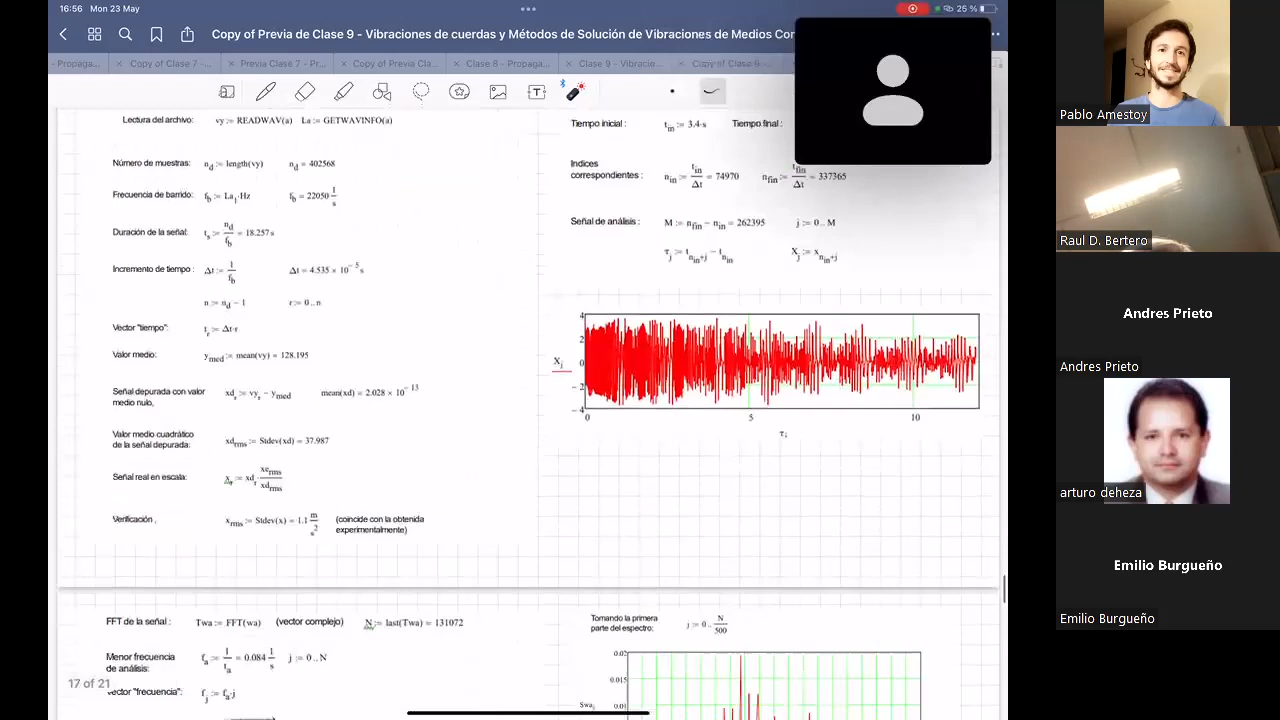 16:56 Mon 23 May
25 %
Copy of Previa de Clase 9 - Vibraciones de cuerdas y Métodos de Solución de Vibraciones de Medios Con
- Propaga...
Copy of Clase 7 -...
Previa Clase 7 - Pr...
Copy of Previa Cla...
Clase 8 - Propaga...
Clase 9 - Vibracie...
Copy of Clase 9 -...
Lectura del archivo: vy := READWAV(a) La := GETWAVINFO(a)
Número de muestras: n_d := length(vy) n_d = 402568
Frecuencia de barrido: f_b := La_1·Hz f_b = 22050 1/s
Duración de la señal: t_s := n_d/f_b = 18.257 s
Incremento de tiempo : Δt := 1/f_b Δt = 4.535 × 10^-5 s
n := n_d − 1 r := 0..n
Vector "tiempo": t_r := Δt·r
Valor medio: y_med := mean(vy) = 128.195
Señal depurada con valor
medio nulo, xd_r := vy_r − y_med mean(xd) = 2.028 × 10^-13
Valor medio cuadrático
de la señal depurada: xd_rms := Stdev(xd) = 37.987
Señal real en escala: x_r := xd_r · xe_rms/xd_rms
Verificación , x_rms := Stdev(x) = 1.1 m/s^2 (coincide con la obtenida
experimentalmente)
Tiempo inicial : t_in := 3.4·s Tiempo final :
Indices
correspondientes : n_in := t_in/Δt = 74970 n_fin := t_fin/Δt = 337365
Señal de análisis : M := n_fin − n_in = 262395 j := 0..M
τ_j := t_n_in+j − t_n_in X_j := x_n_in+j
4
2
X_j 0
−2
−4
0 5 10
τ_j
FFT de la señal : Twa := FFT(wa) (vector complejo) N := last(Twa) = 131072
Menor frecuencia
de análisis: f_a := 1/t_a = 0.084 1/s j := 0..N
17 of 21
vector "frecuencia": f_j := f_a·j
Tomando la primera
parte del espectro: j := 0.. N/500
0.02
0.015
Swa_j 0.01
Pablo Amestoy
Raul D. Bertero
Andres Prieto
Andres Prieto
arturo deheza
Emilio Burgueño
Emilio Burgueño